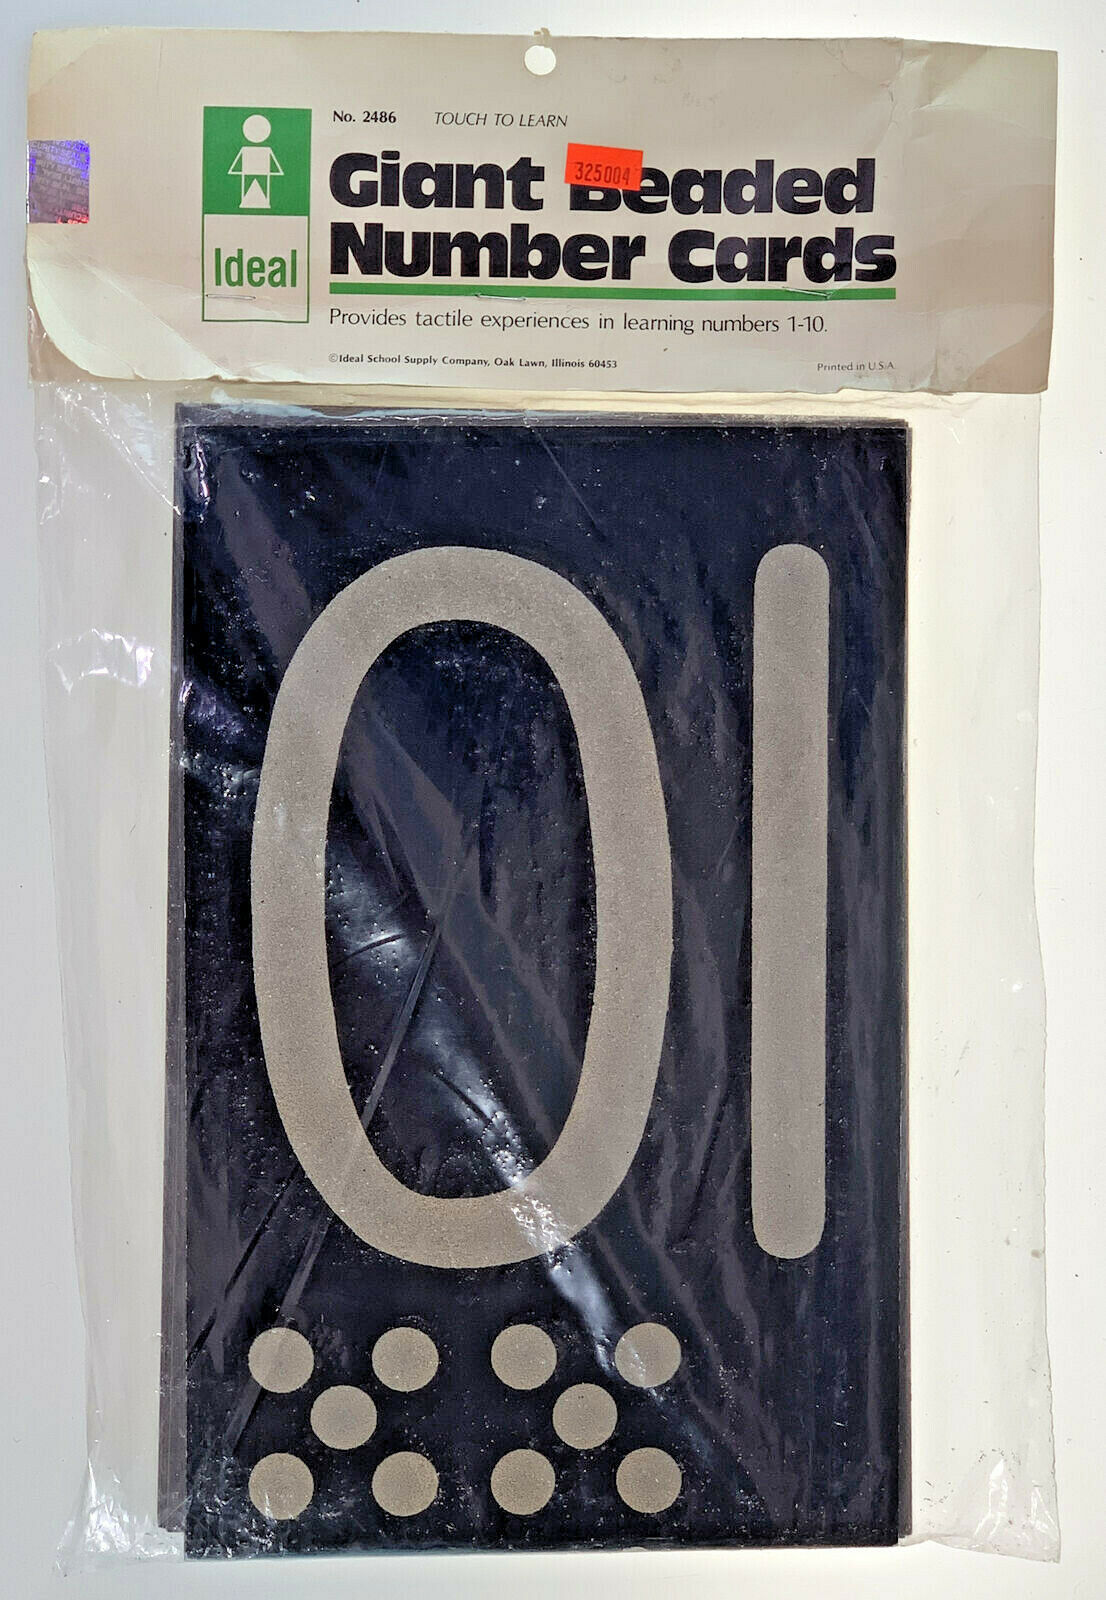 No. 2486 TOUCH TO LEARN
325004
Giant Beaded
Number Cards
Ideal
Provides tactile experiences in learning numbers 1-10.
©Ideal School Supply Company, Oak Lawn, Illinois 60453
Printed in U.S.A.
01